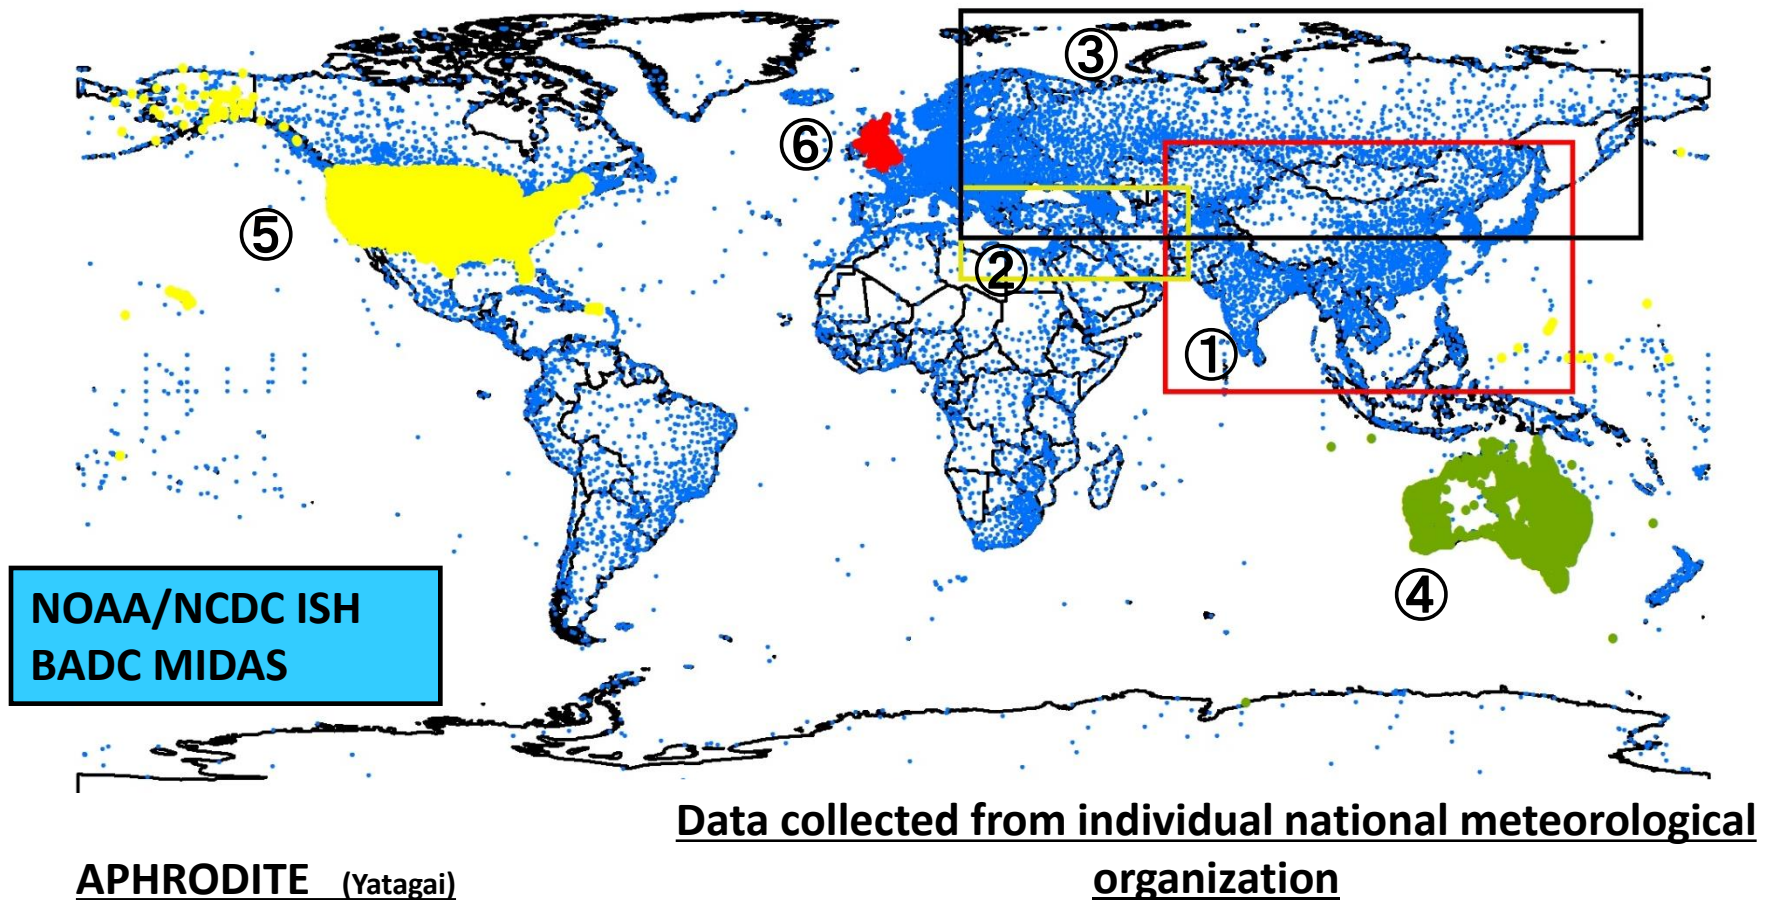 ③
⑥
⑤
②
①
④
NOAA/NCDC ISH
BADC MIDAS
Data collected from individual national meteorological
organization
APHRODITE (Yatagai)